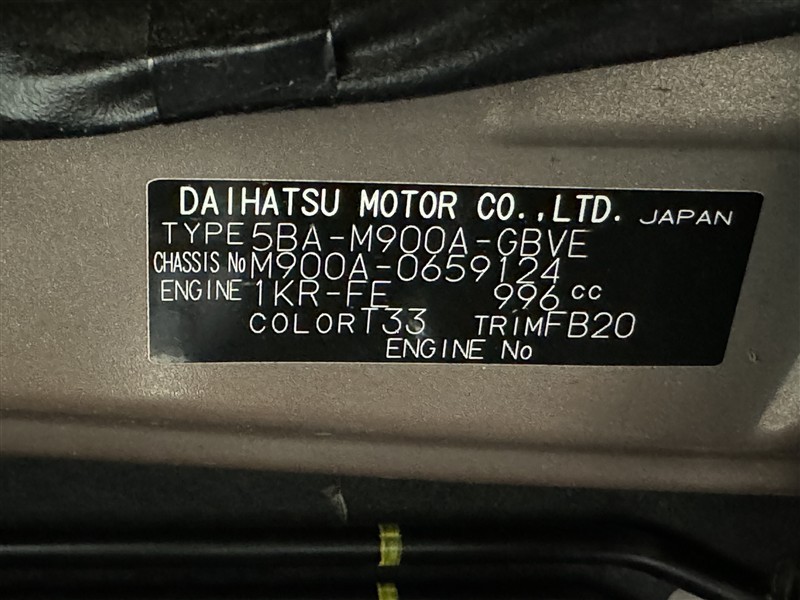 DAIHATSU MOTOR CO.,LTD. JAPAN
TYPE 5BA-M900A-GBVE
CHASSIS No M900A-0659124
ENGINE 1KR-FE 996 cc
COLOR T33 TRIM FB20
ENGINE No